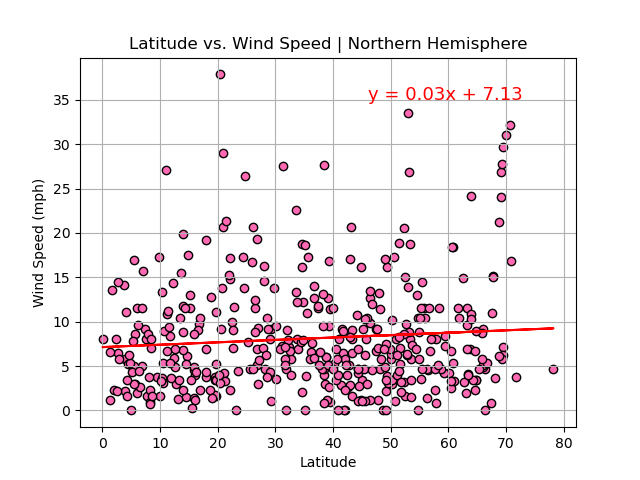 Latitude vs. Wind Speed | Northern Hemisphere
y = 0.03x + 7.13
Wind Speed (mph)
35
30
25
20
15
10
5
0
0 10 20 30 40 50 60 70 80
Latitude